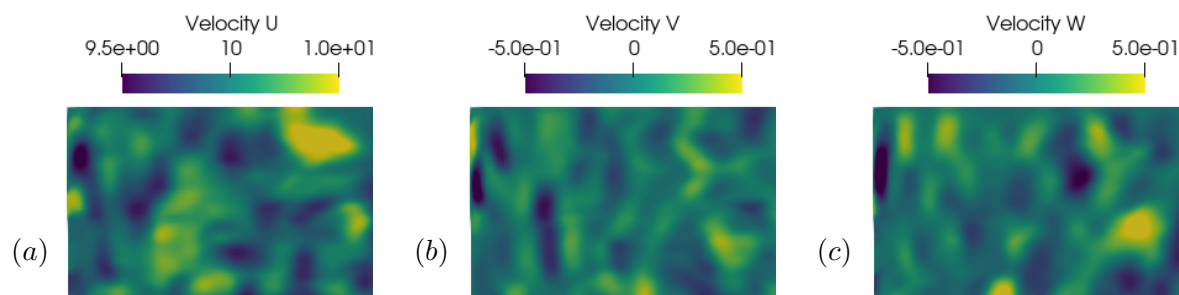 Velocity U
9.5e+00 10 1.0e+01
Velocity V
-5.0e-01 0 5.0e-01
Velocity W
-5.0e-01 0 5.0e-01
(a)
(b)
(c)